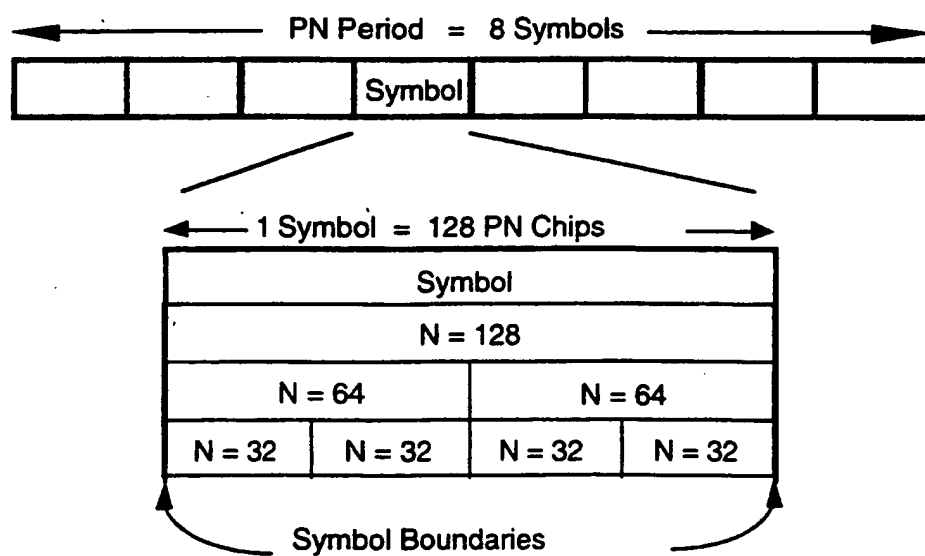 PN Period = 8 Symbols
Symbol
1 Symbol = 128 PN Chips
Symbol
N = 128
N = 64 N = 64
N = 32 N = 32 N = 32 N = 32
Symbol Boundaries